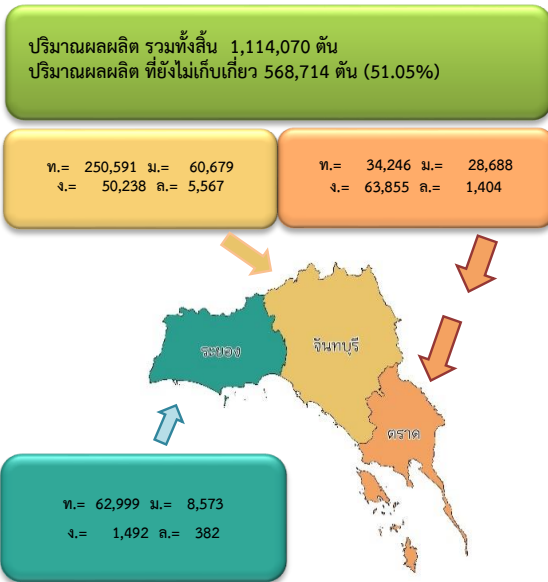 ปริมาณผลผลิต รวมทั้งสิ้น 1,114,070 ตัน
ปริมาณผลผลิต ที่ยังไม่เก็บเกี่ยว 568,714 ตัน (51.05%)
ท.= 250,591 ม.= 60,679
ง.= 50,238 ล.= 5,567
ท.= 34,246 ม.= 28,688
ง.= 63,855 ล.= 1,404
ระยอง
จันทบุรี
ตราด
ท.= 62,999 ม.= 8,573
ง.= 1,492 ล.= 382